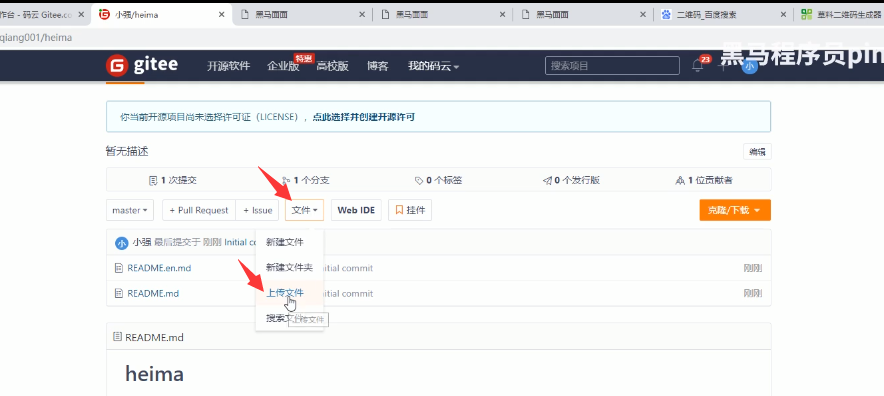 作台 - 码云 Gitee.co × 小强/heima × 黑马面面 × 黑马面面 × 黑马面面 × 二维码_百度搜索 × 草料二维码生成器
qiang001/heima
gitee 开源软件 企业版 特惠 高校版 博客 我的码云 搜索项目 23 小
黑马程序员pin
你当前开源项目尚未选择许可证（LICENSE），点此选择并创建开源许可
暂无描述 编辑
1 次提交 1 个分支 0 个标签 0 个发行版 1 位贡献者
master + Pull Request + Issue 文件 Web IDE 挂件 克隆/下载
小 小强 最后提交于 刚刚 Initial co
新建文件
README.en.md 新建文件夹 nitial commit 刚刚
README.md 上传文件 nitial commit 刚刚
搜索文 上传文件
README.md
heima